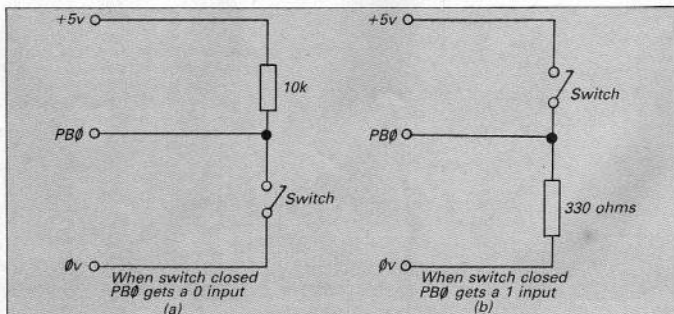 +5v
10k
PBØ
Switch
Øv
When switch closed
PBØ gets a 0 input
(a)
+5v
Switch
PBØ
330 ohms
Øv
When switch closed
PBØ gets a 1 input
(b)